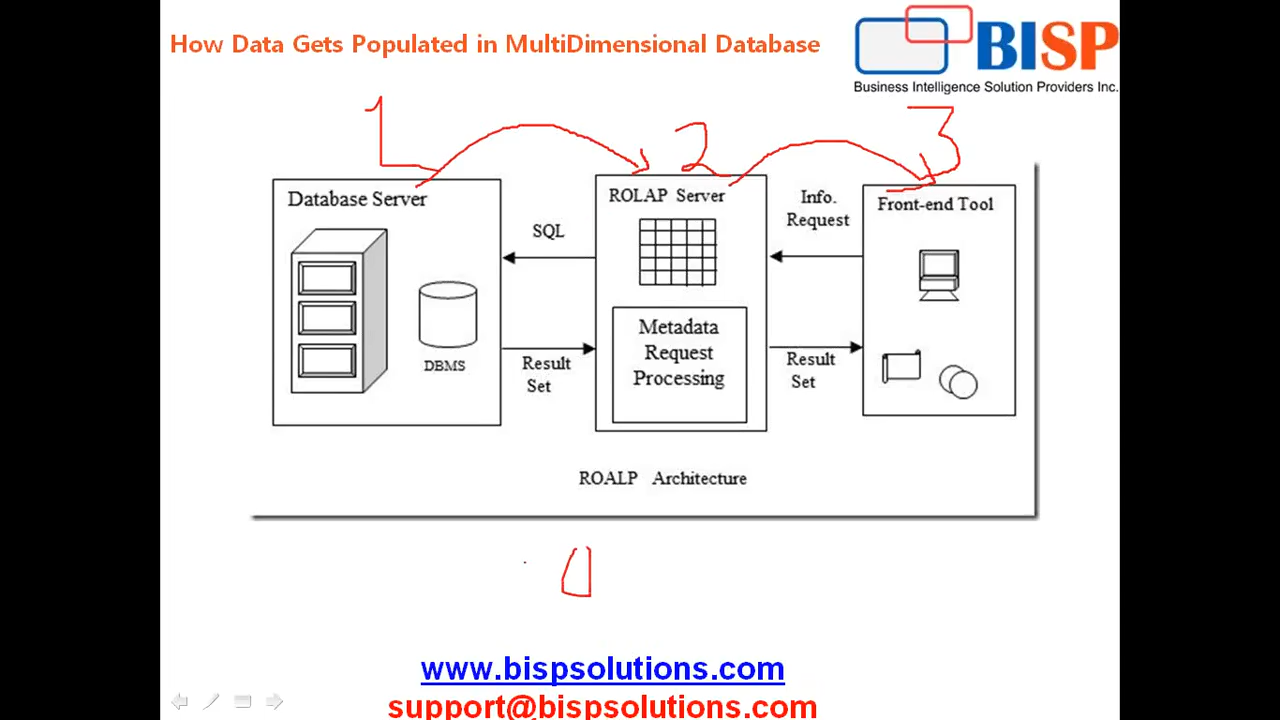 How Data Gets Populated in MultiDimensional Database
BISP
Business Intelligence Solution Providers Inc.
1
2
3
Database Server
DBMS
SQL
Result
Set
ROLAP Server
Metadata
Request
Processing
Info.
Request
Result
Set
Front-end Tool
ROALP Architecture
www.bispsolutions.com
support@bispsolutions.com